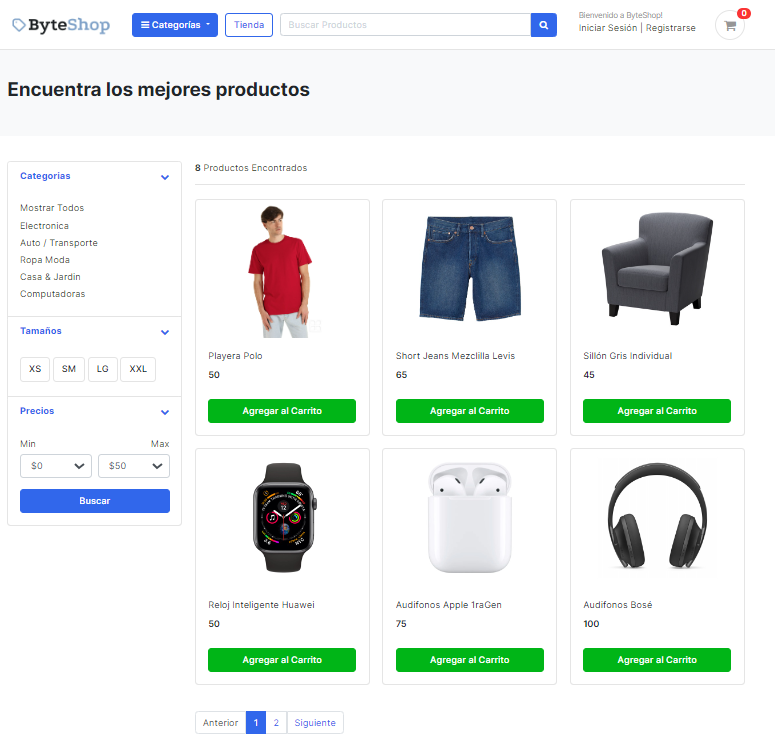 ByteShop
Categorías
Tienda
Buscar Productos
Bienvenido a ByteShop!
Iniciar Sesión | Registrarse
0
Encuentra los mejores productos
Categorias
Mostrar Todos
Electronica
Auto / Transporte
Ropa Moda
Casa & Jardin
Computadoras
Tamaños
XS SM LG XXL
Precios
Min Max
$0 $50
Buscar
8 Productos Encontrados
Playera Polo
50
Agregar al Carrito
Short Jeans Mezclilla Levis
65
Agregar al Carrito
Sillón Gris Individual
45
Agregar al Carrito
Reloj Inteligente Huawei
50
Agregar al Carrito
Audifonos Apple 1raGen
75
Agregar al Carrito
Audifonos Bosé
100
Agregar al Carrito
Anterior 1 2 Siguiente